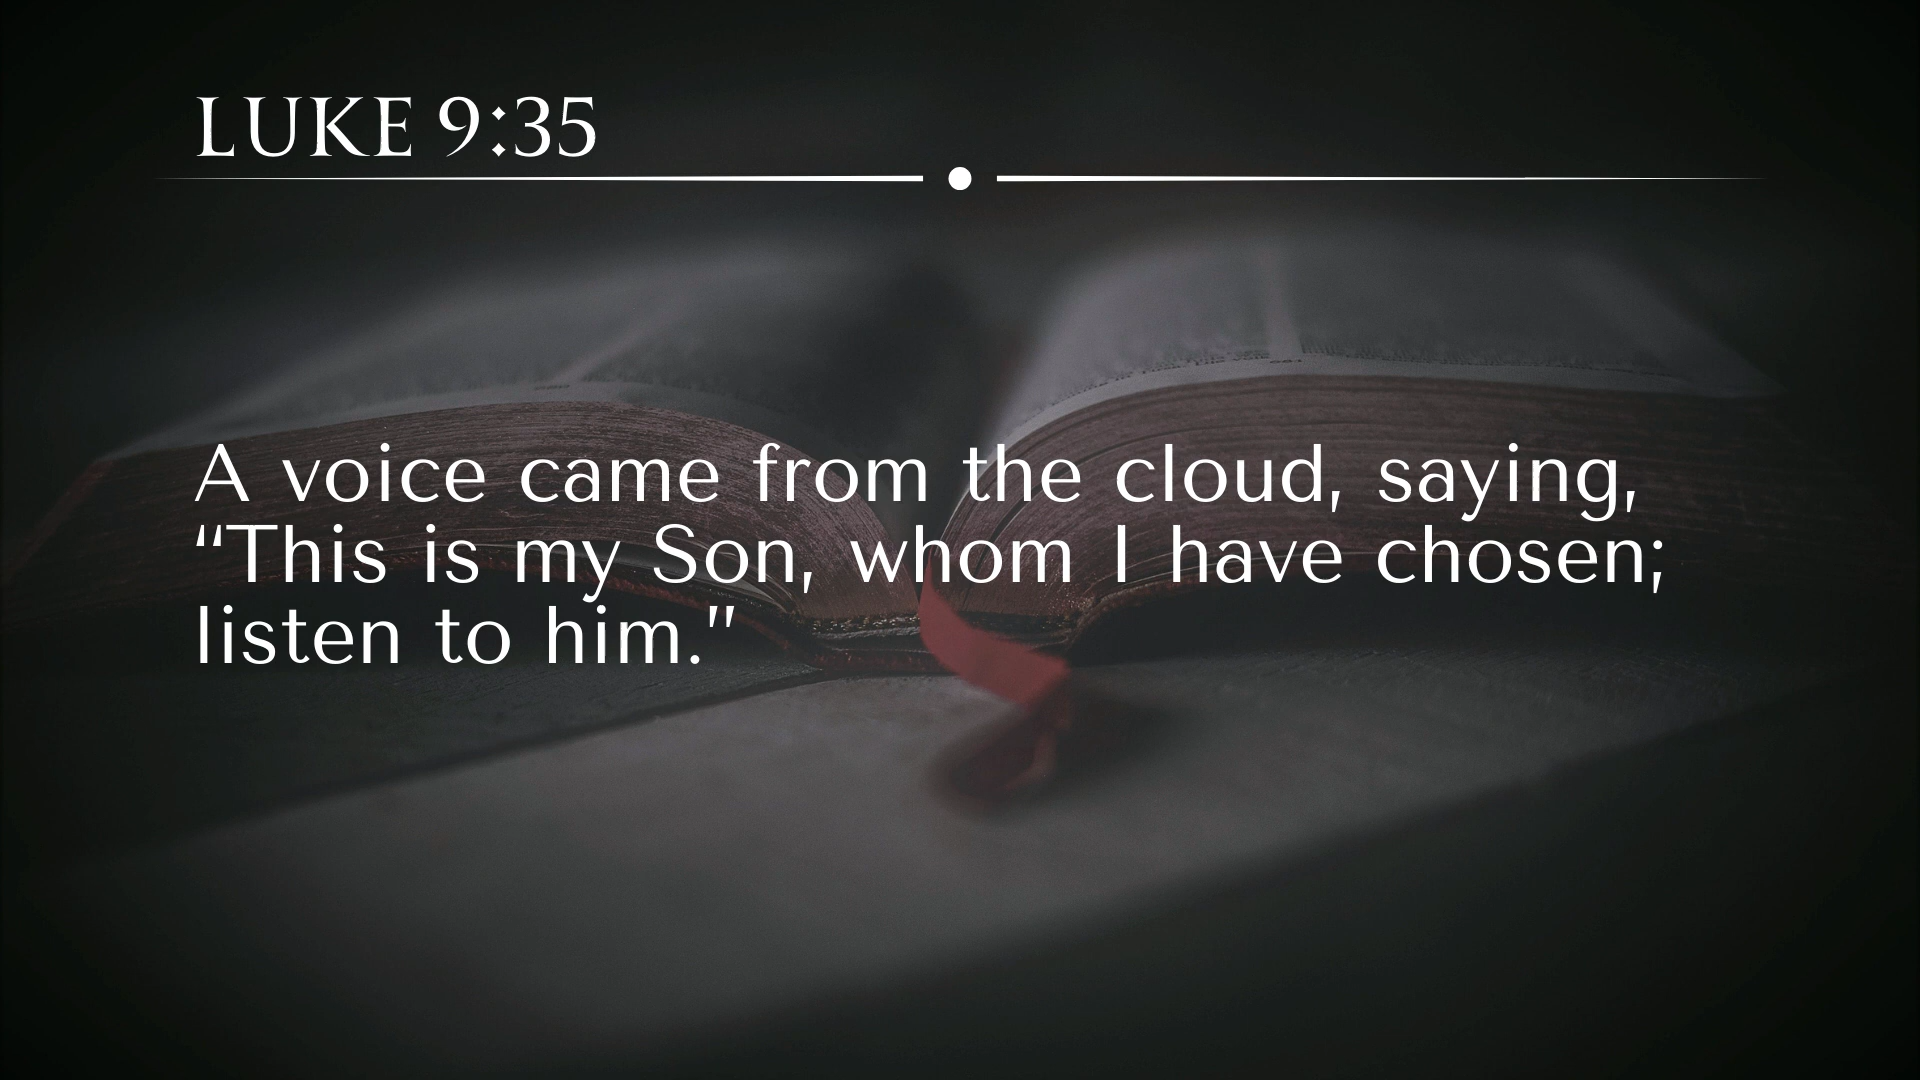 LUKE 9:35
A voice came from the cloud, saying,
“This is my Son, whom I have chosen;
listen to him.”